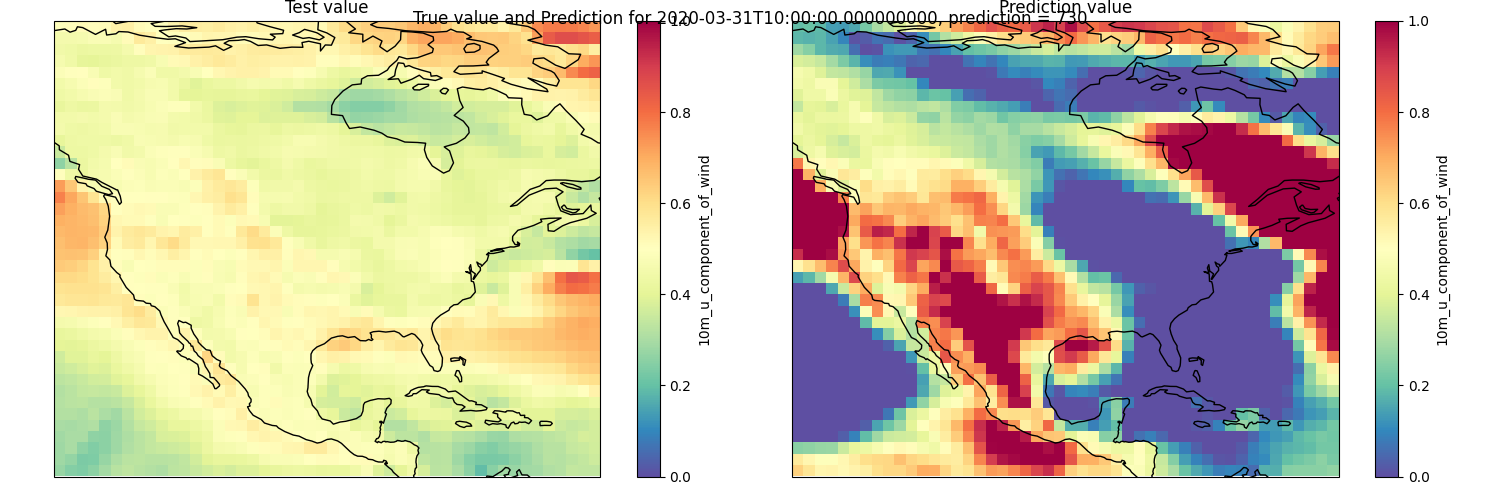 Test value
True value and Prediction for 2020-03-31T10:00:00.000000000, prediction = 730
Prediction value
1.0
0.8
0.6
0.4
0.2
0.0
10m_u_component_of_wind
1.0
0.8
0.6
0.4
0.2
0.0
10m_u_component_of_wind